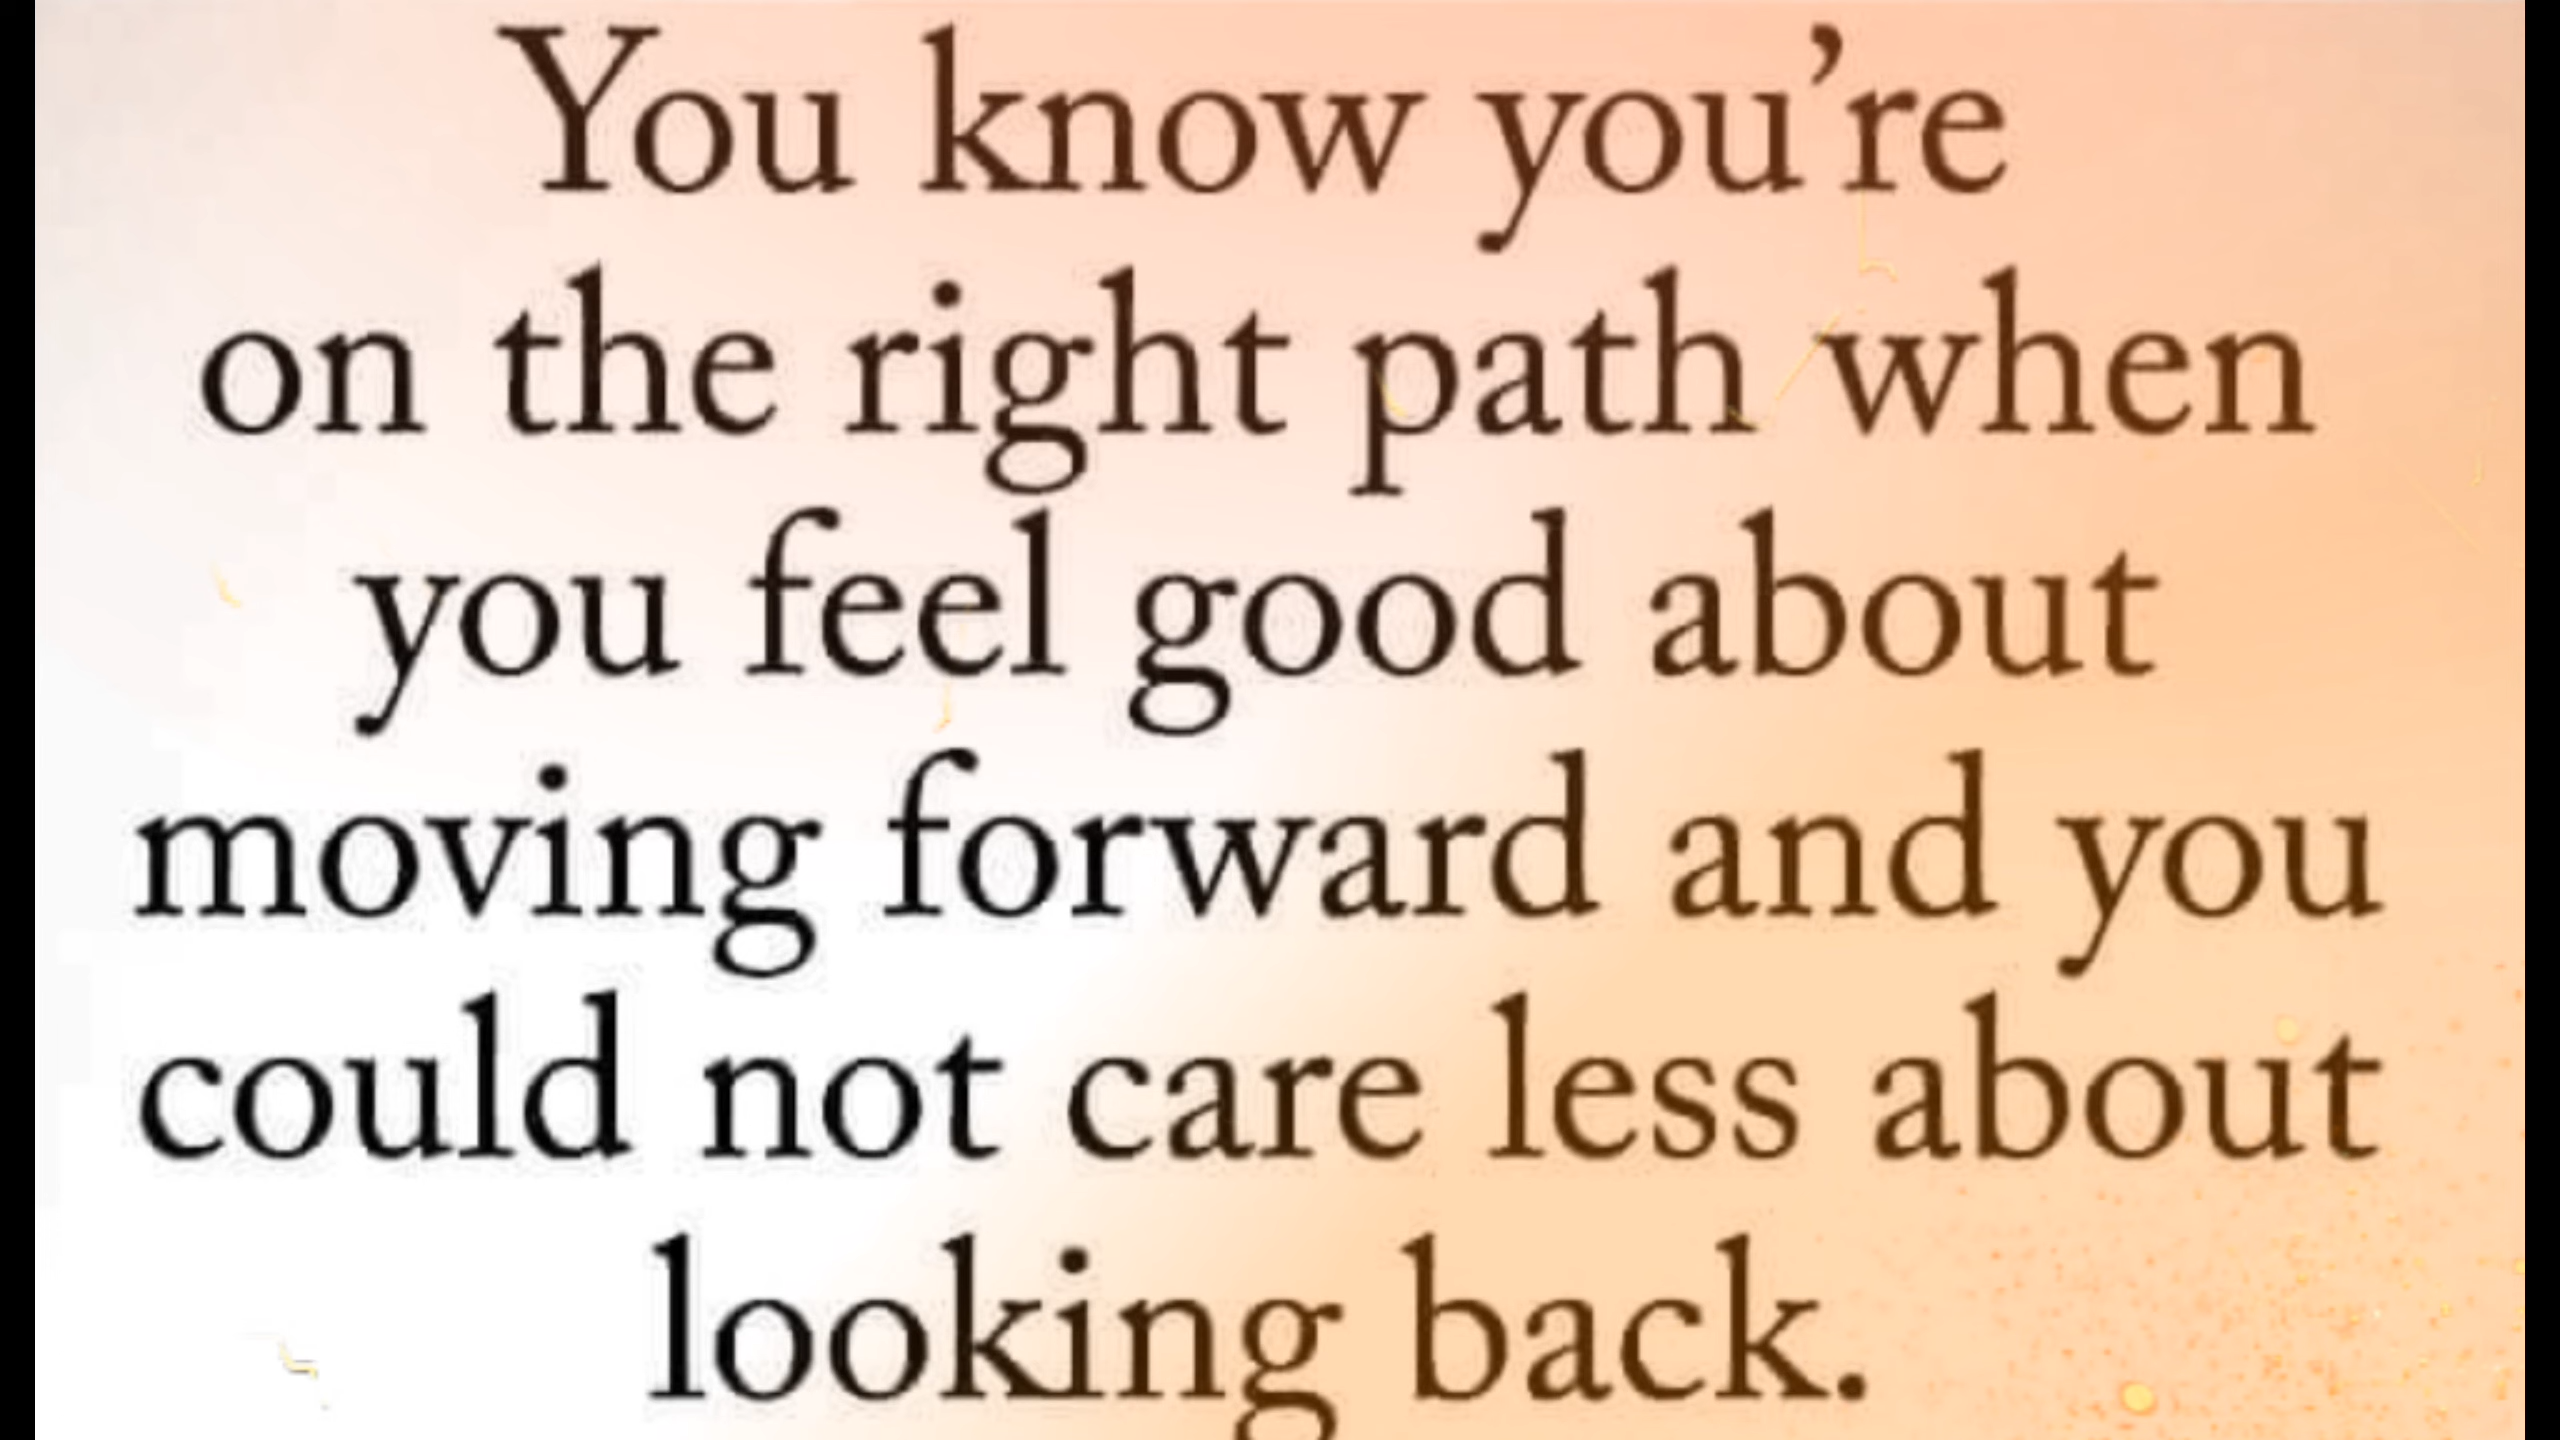 You know you’re
on the right path when
you feel good about
moving forward and you
could not care less about
looking back.